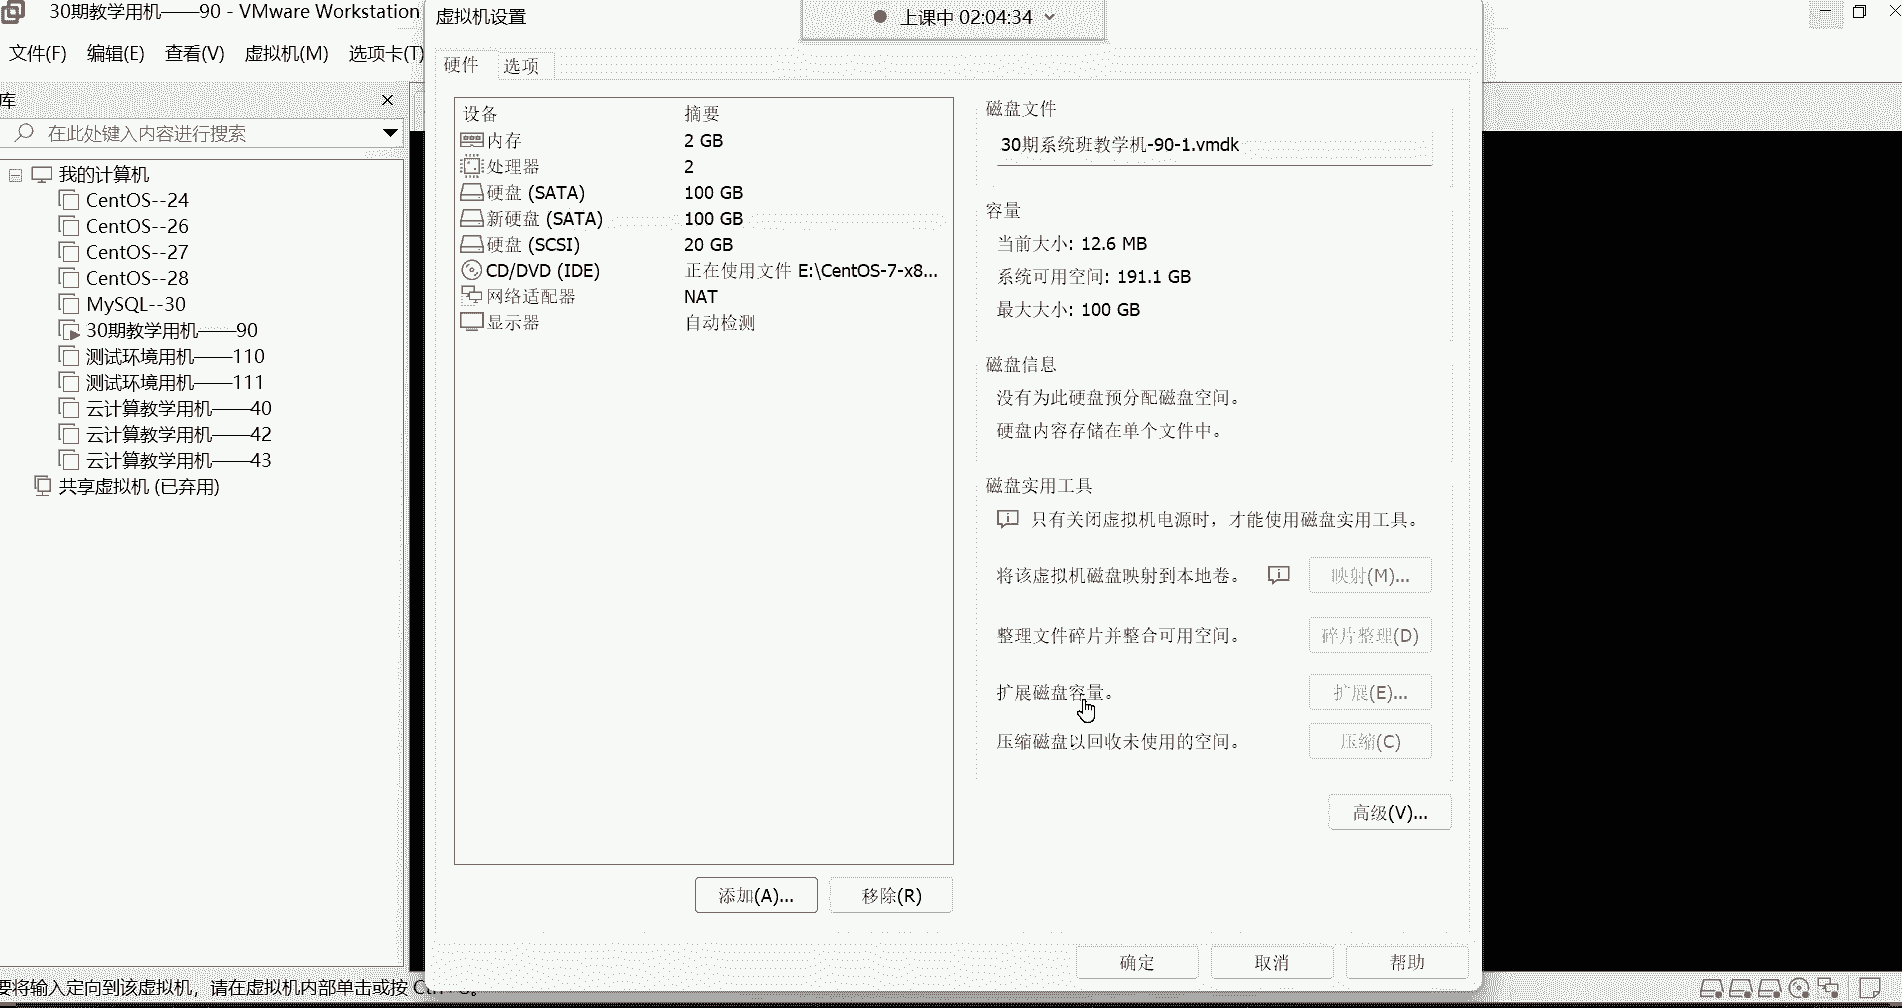 30期教学用机——90 - VMware Workstation
文件(F) 编辑(E) 查看(V) 虚拟机(M) 选项卡(T)
库
在此处键入内容进行搜索
我的计算机
CentOS--24
CentOS--26
CentOS--27
CentOS--28
MySQL--30
30期教学用机——90
测试环境用机——110
测试环境用机——111
云计算教学用机——40
云计算教学用机——42
云计算教学用机——43
共享虚拟机 (已弃用)
虚拟机设置
上课中 02:04:34
硬件 选项
设备 摘要
内存 2 GB
处理器 2
硬盘 (SATA) 100 GB
新硬盘 (SATA) 100 GB
硬盘 (SCSI) 20 GB
CD/DVD (IDE) 正在使用文件 E:\CentOS-7-x8...
网络适配器 NAT
显示器 自动检测
添加(A)... 移除(R)
磁盘文件
30期系统班教学机-90-1.vmdk
容量
当前大小: 12.6 MB
系统可用空间: 191.1 GB
最大大小: 100 GB
磁盘信息
没有为此硬盘预分配磁盘空间。
硬盘内容存储在单个文件中。
磁盘实用工具
只有关闭虚拟机电源时，才能使用磁盘实用工具。
将该虚拟机磁盘映射到本地卷。 映射(M)...
整理文件碎片并整合可用空间。 碎片整理(D)
扩展磁盘容量。 扩展(E)...
压缩磁盘以回收未使用的空间。 压缩(C)
高级(V)...
确定 取消 帮助
要将输入定向到该虚拟机，请在虚拟机内部单击或按